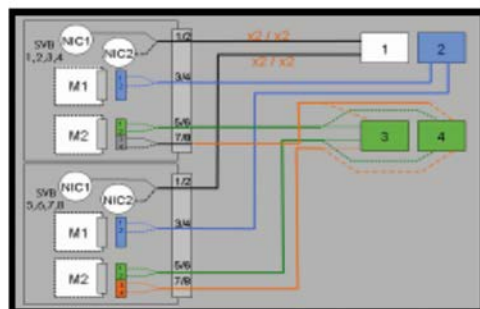 NIC1
1/2
x2 / x2
x2 / x2
1
2
SVB
1,2,3,4
NIC2
M1
3/4
M2
5/6
7/8
3
4
SVB
5,6,7,8
NIC1
1/2
NIC2
M1
3/4
M2
5/6
7/8